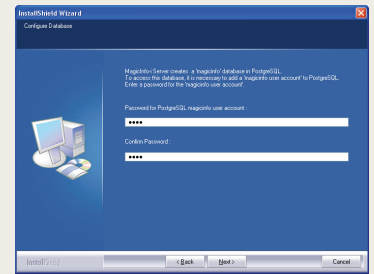 InstallShield Wizard
Configure Database
MagicInfo-i Server creates a 'magicinfo' database in PostgreSQL.
To access this database, it is necessary to add a 'magicinfo user account' to PostgreSQL.
Enter a password for the 'magicinfo user account'.
Password for PostgreSQL magicinfo user account :
••••
Confirm Password :
••••
InstallShield
< Back
Next >
Cancel